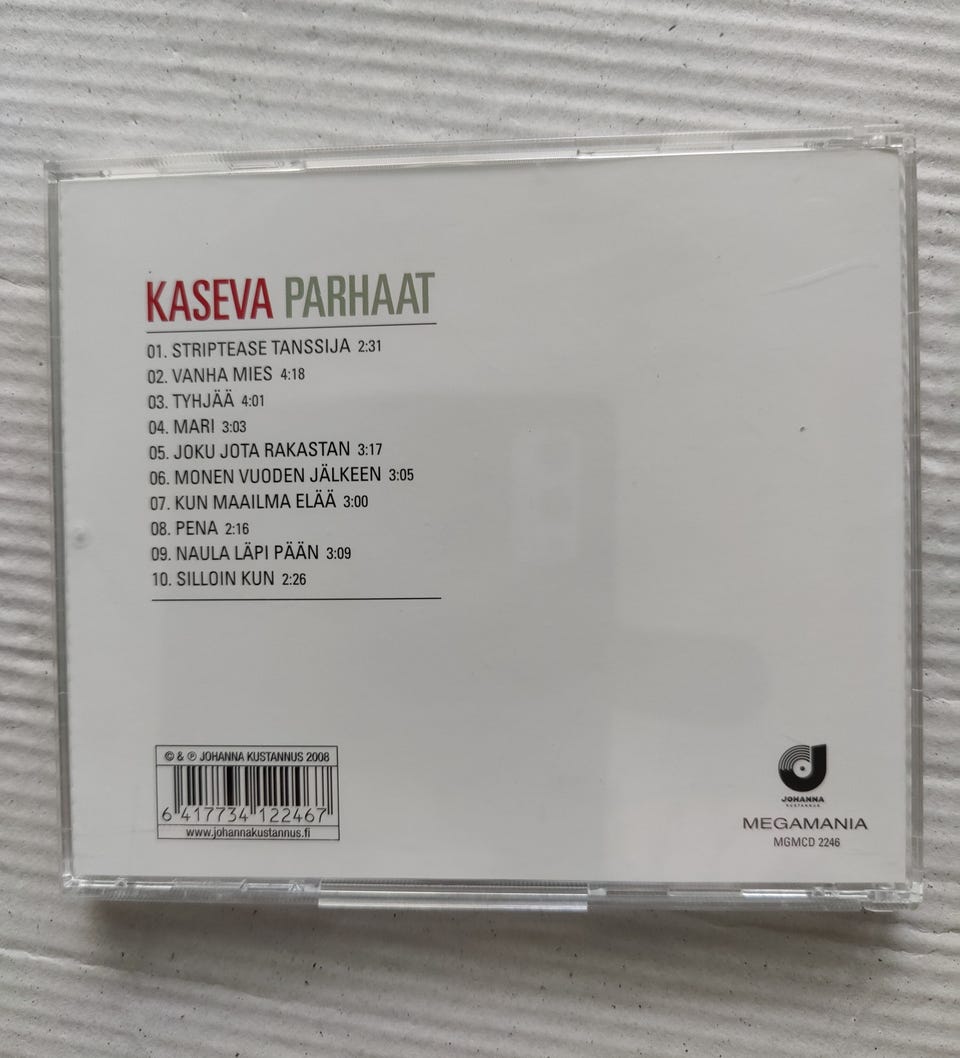 KASEVA PARHAAT
01. STRIPTEASE TANSSIJA 2:31
02. VANHA MIES 4:18
03. TYHJÄÄ 4:01
04. MARI 3:03
05. JOKU JOTA RAKASTAN 3:17
06. MONEN VUODEN JÄLKEEN 3:05
07. KUN MAAILMA ELÄÄ 3:00
08. PENA 2:16
09. NAULA LÄPI PÄÄN 3:09
10. SILLOIN KUN 2:26
© & ℗ JOHANNA KUSTANNUS 2008
6 417734 122467
www.johannakustannus.fi
JOHANNA
KUSTANNUS
MEGAMANIA
MGMCD 2246